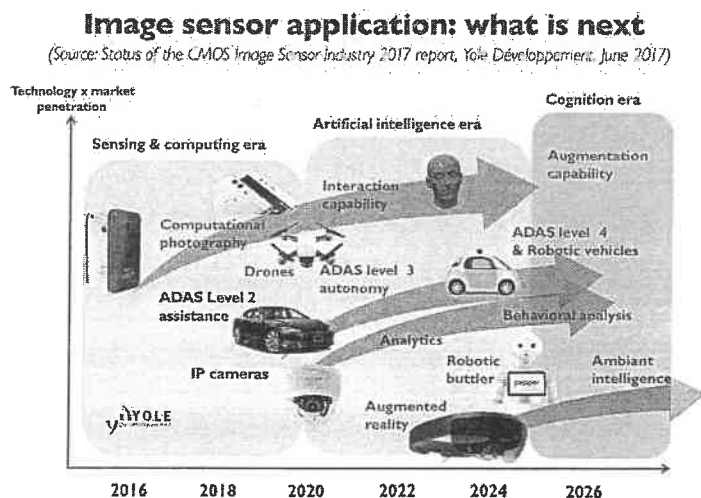 Image sensor application: what is next
(Source: Status of the CMOS Image Sensor Industry 2017 report, Yole Développement, June 2017)
Technology x market
penetration
Cognition era
Artificial intelligence era
Sensing & computing era
Augmentation
capability
Interaction
capability
Computational
photography
ADAS level 4
& Robotic vehicles
Drones
ADAS level 3
autonomy
ADAS Level 2
assistance
Behavioral analysis
Analytics
IP cameras
Robotic
buttler
pepper
Ambiant
intelligence
Augmented
reality
YOLE
2016
2018
2020
2022
2024
2026